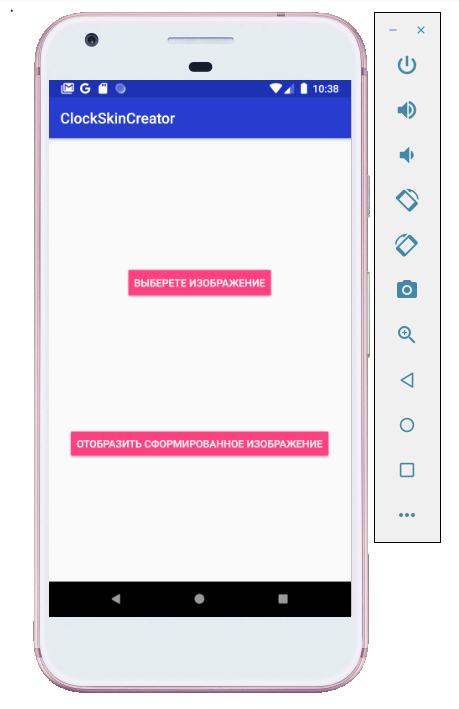 10:38
ClockSkinCreator
ВЫБЕРЕТЕ ИЗОБРАЖЕНИЕ
ОТОБРАЗИТЬ СФОРМИРОВАННОЕ ИЗОБРАЖЕНИЕ